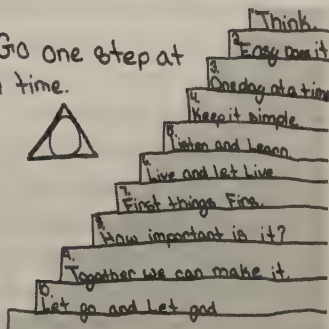 Go one step at
a time.
1. Think.
2. Easy Does it
3. One day at a time
4. Keep it simple.
5. Listen and Learn.
6. Live and let Live
7. First things Firs.
8. How important is it?
9. Together we can make it.
10. Let go and Let god